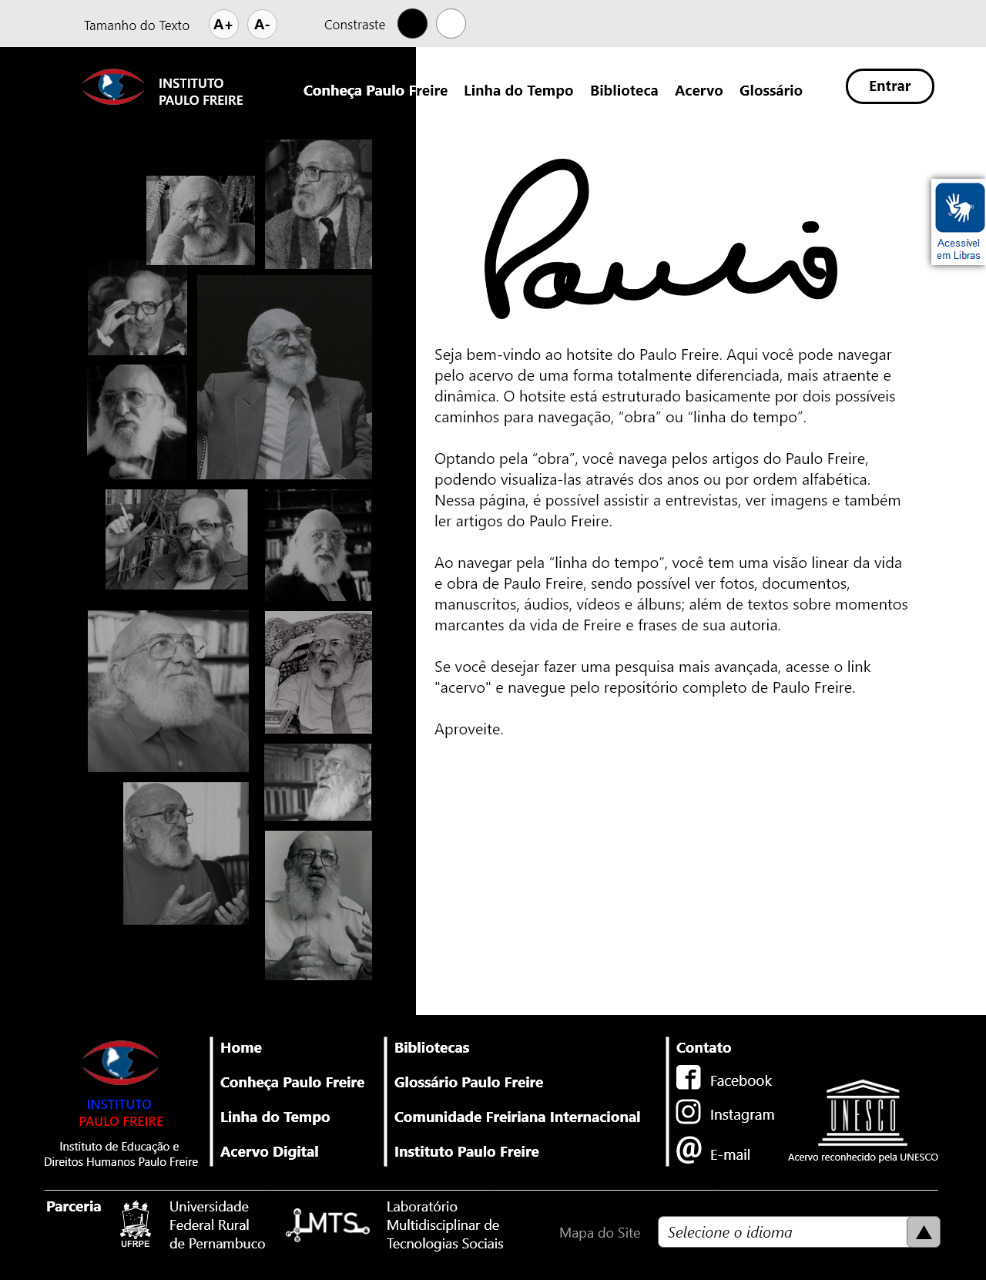 Tamanho do Texto A+ A- Constraste
INSTITUTO
PAULO FREIRE
Conheça Paulo Freire Linha do Tempo Biblioteca Acervo Glossário Entrar
Paulo
Acessível
em Libras
Seja bem-vindo ao hotsite do Paulo Freire. Aqui você pode navegar
pelo acervo de uma forma totalmente diferenciada, mais atraente e
dinâmica. O hotsite está estruturado basicamente por dois possíveis
caminhos para navegação, “obra” ou “linha do tempo”.
Optando pela “obra”, você navega pelos artigos do Paulo Freire,
podendo visualiza-las através dos anos ou por ordem alfabética.
Nessa página, é possível assistir a entrevistas, ver imagens e também
ler artigos do Paulo Freire.
Ao navegar pela “linha do tempo”, você tem uma visão linear da vida
e obra de Paulo Freire, sendo possível ver fotos, documentos,
manuscritos, áudios, vídeos e álbuns; além de textos sobre momentos
marcantes da vida de Freire e frases de sua autoria.
Se você desejar fazer uma pesquisa mais avançada, acesse o link
"acervo" e navegue pelo repositório completo de Paulo Freire.
Aproveite.
INSTITUTO
PAULO FREIRE
Instituto de Educação e
Direitos Humanos Paulo Freire
Home
Conheça Paulo Freire
Linha do Tempo
Acervo Digital
Bibliotecas
Glossário Paulo Freire
Comunidade Freiriana Internacional
Instituto Paulo Freire
Contato
Facebook
Instagram
@ E-mail
UNESCO
Acervo reconhecido pela UNESCO
Parceria
UFRPE
Universidade
Federal Rural
de Pernambuco
LMTS
Laboratório
Multidisciplinar de
Tecnologias Sociais
Mapa do Site
Selecione o idioma